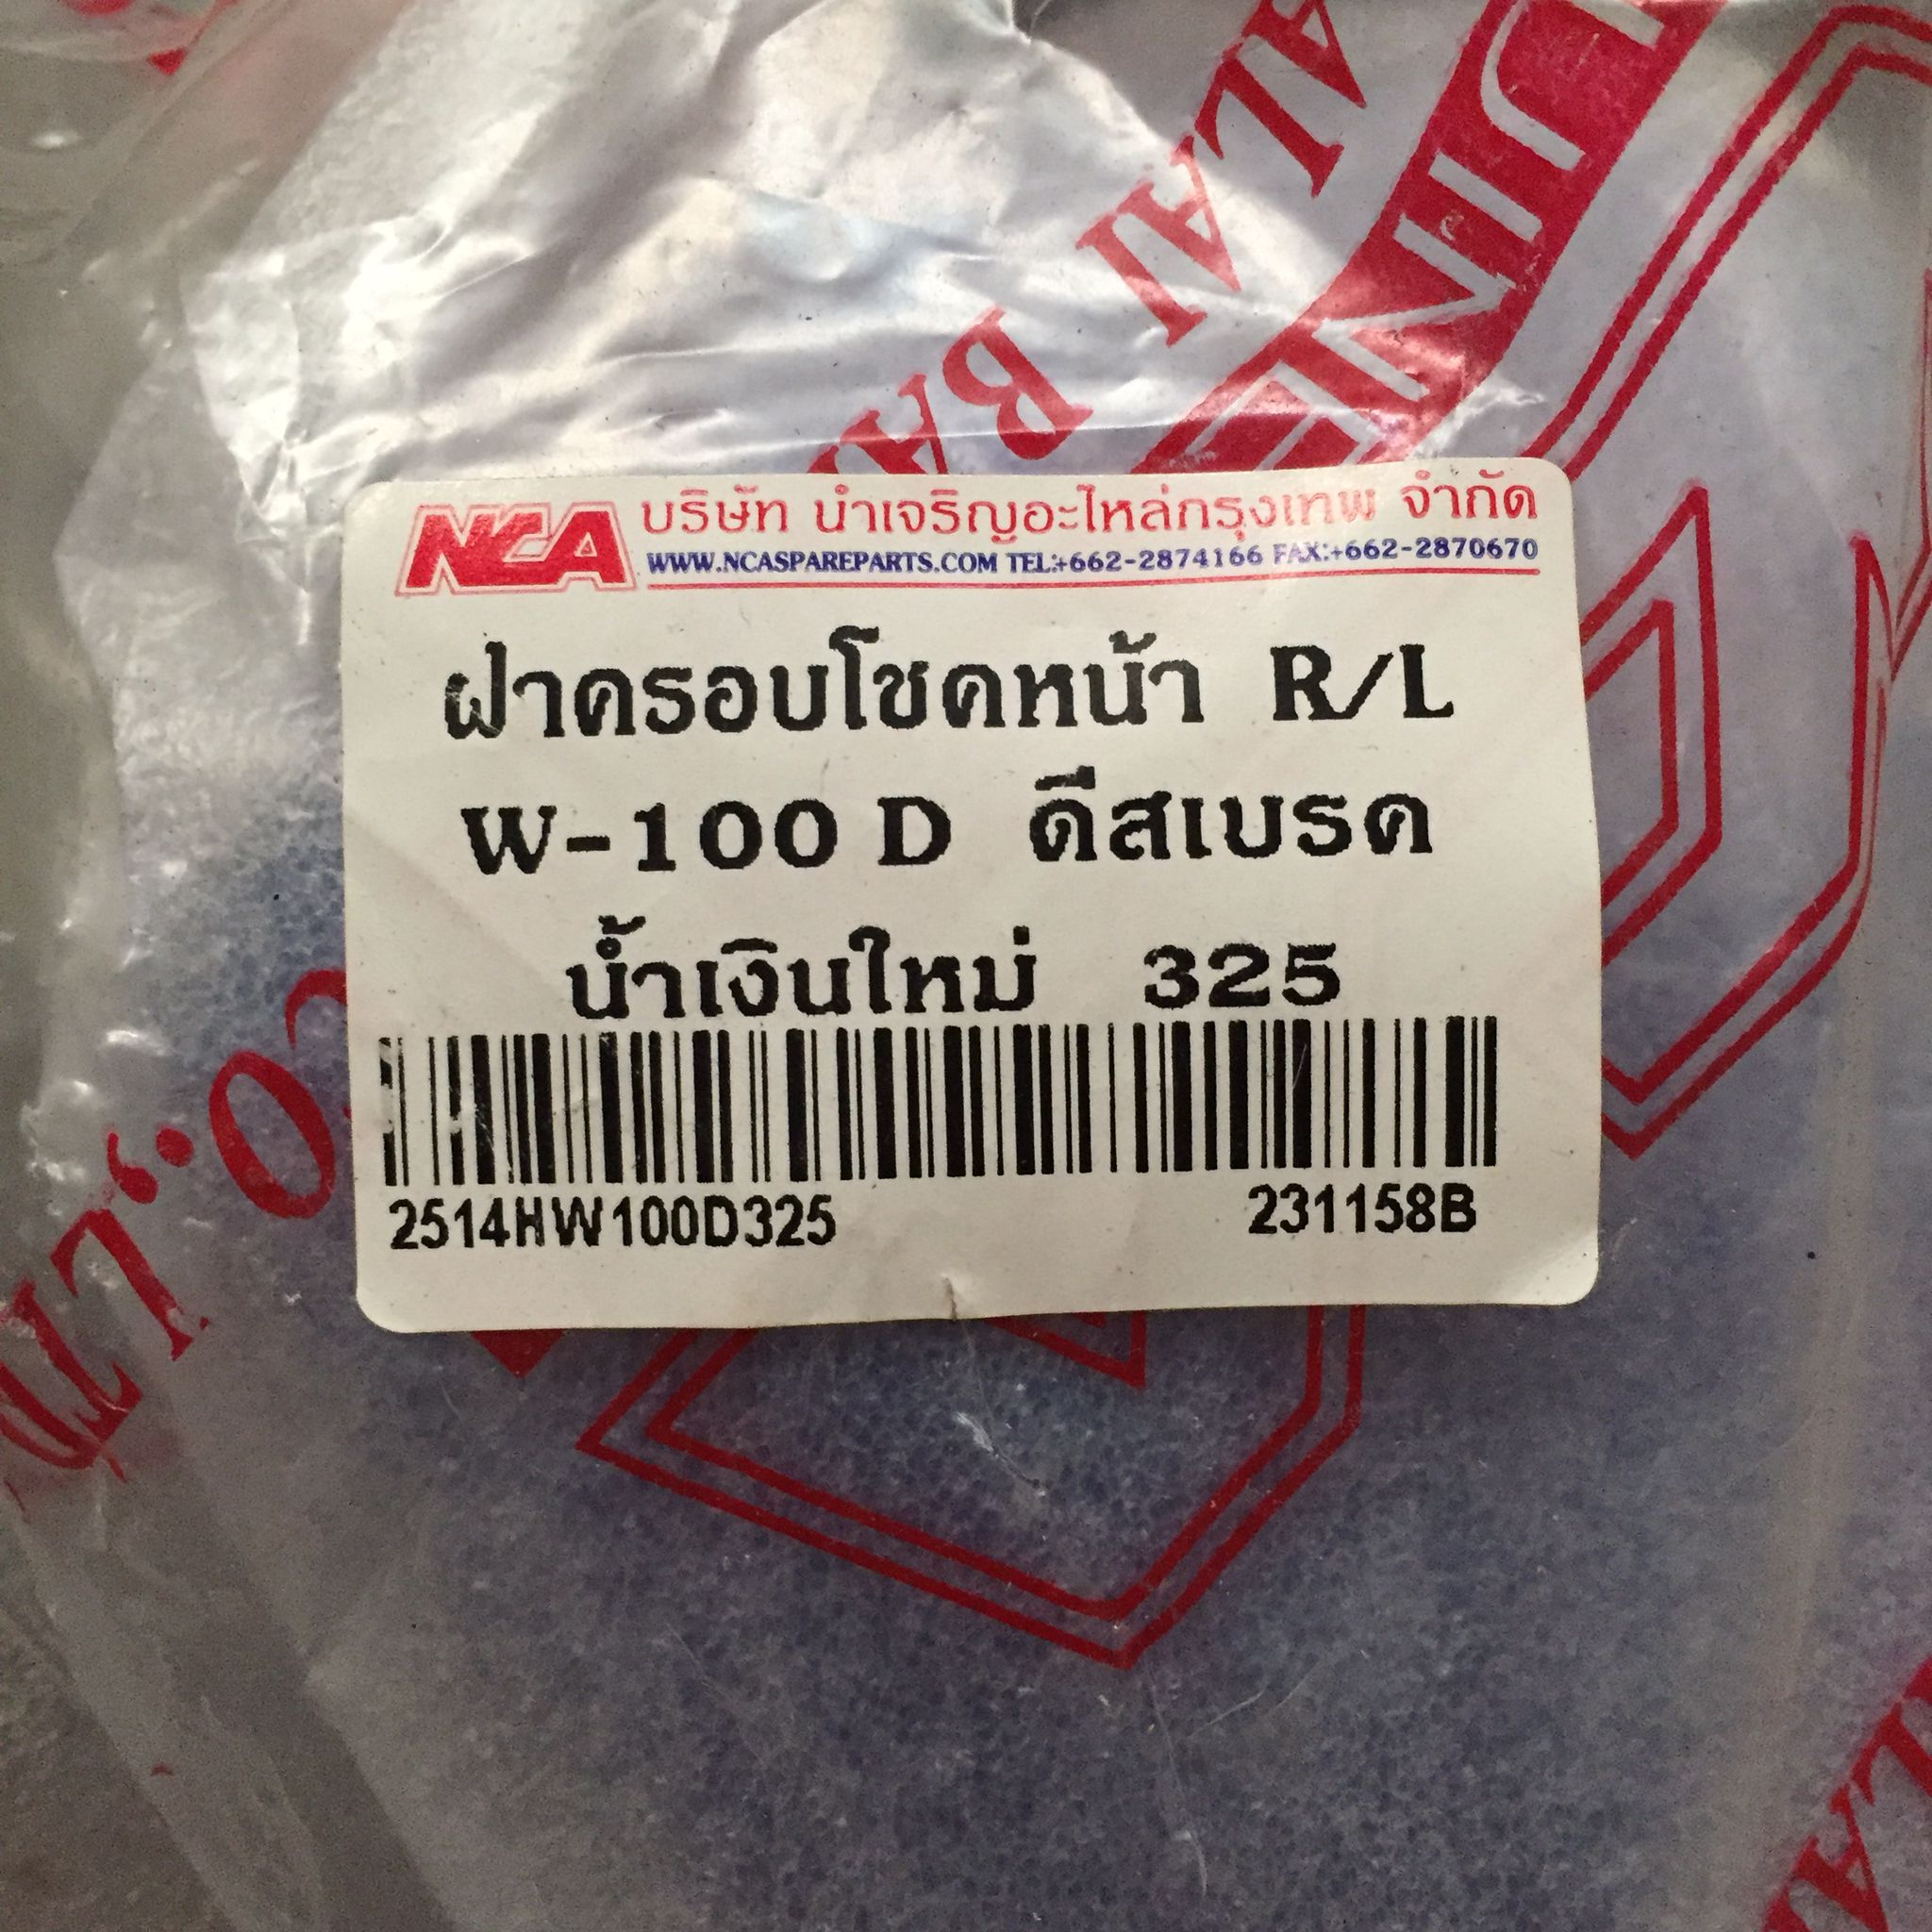 NCA บริษัท นำเจริญอะไหล่กรุงเทพ จำกัด
WWW.NCASPAREPARTS.COM TEL:+662-2874166 FAX:+662-2870670
ฝาครอบโชคหน้า R/L
W-100 D ดีสเบรค
น้ำเงินใหม่ 325
2514HW100D325 231158B
CO.,LTD